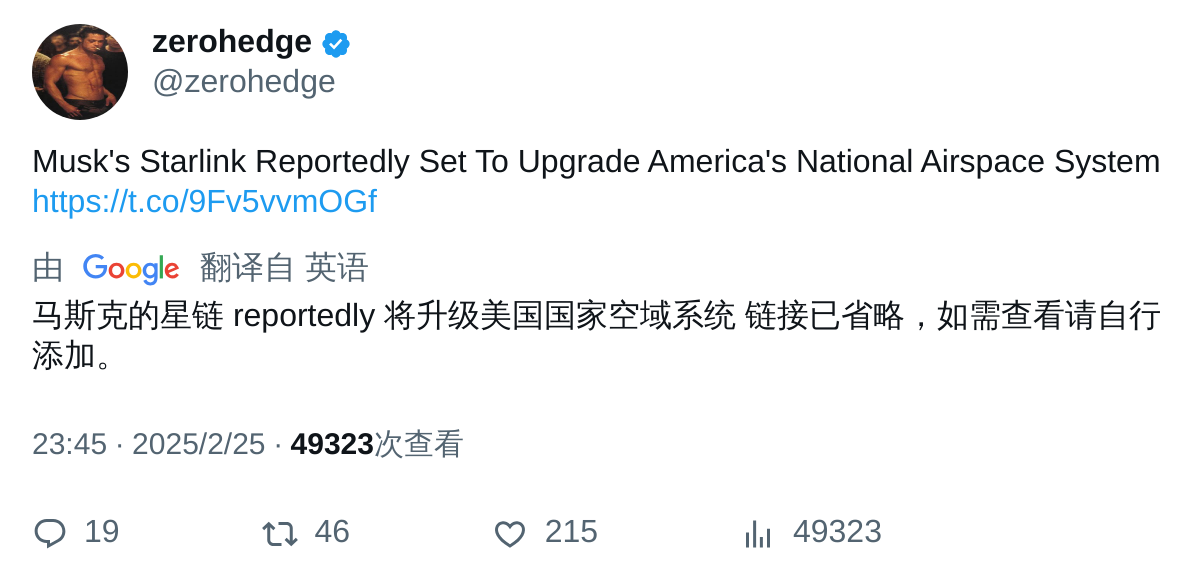 zerohedge
@zerohedge
Musk's Starlink Reportedly Set To Upgrade America's National Airspace System
https://t.co/9Fv5vvmOGf
由 Google 翻译自 英语
马斯克的星链 reportedly 将升级美国国家空域系统 链接已省略，如需查看请自行
添加。
23:45 · 2025/2/25 · 49323次查看
19 46 215 49323